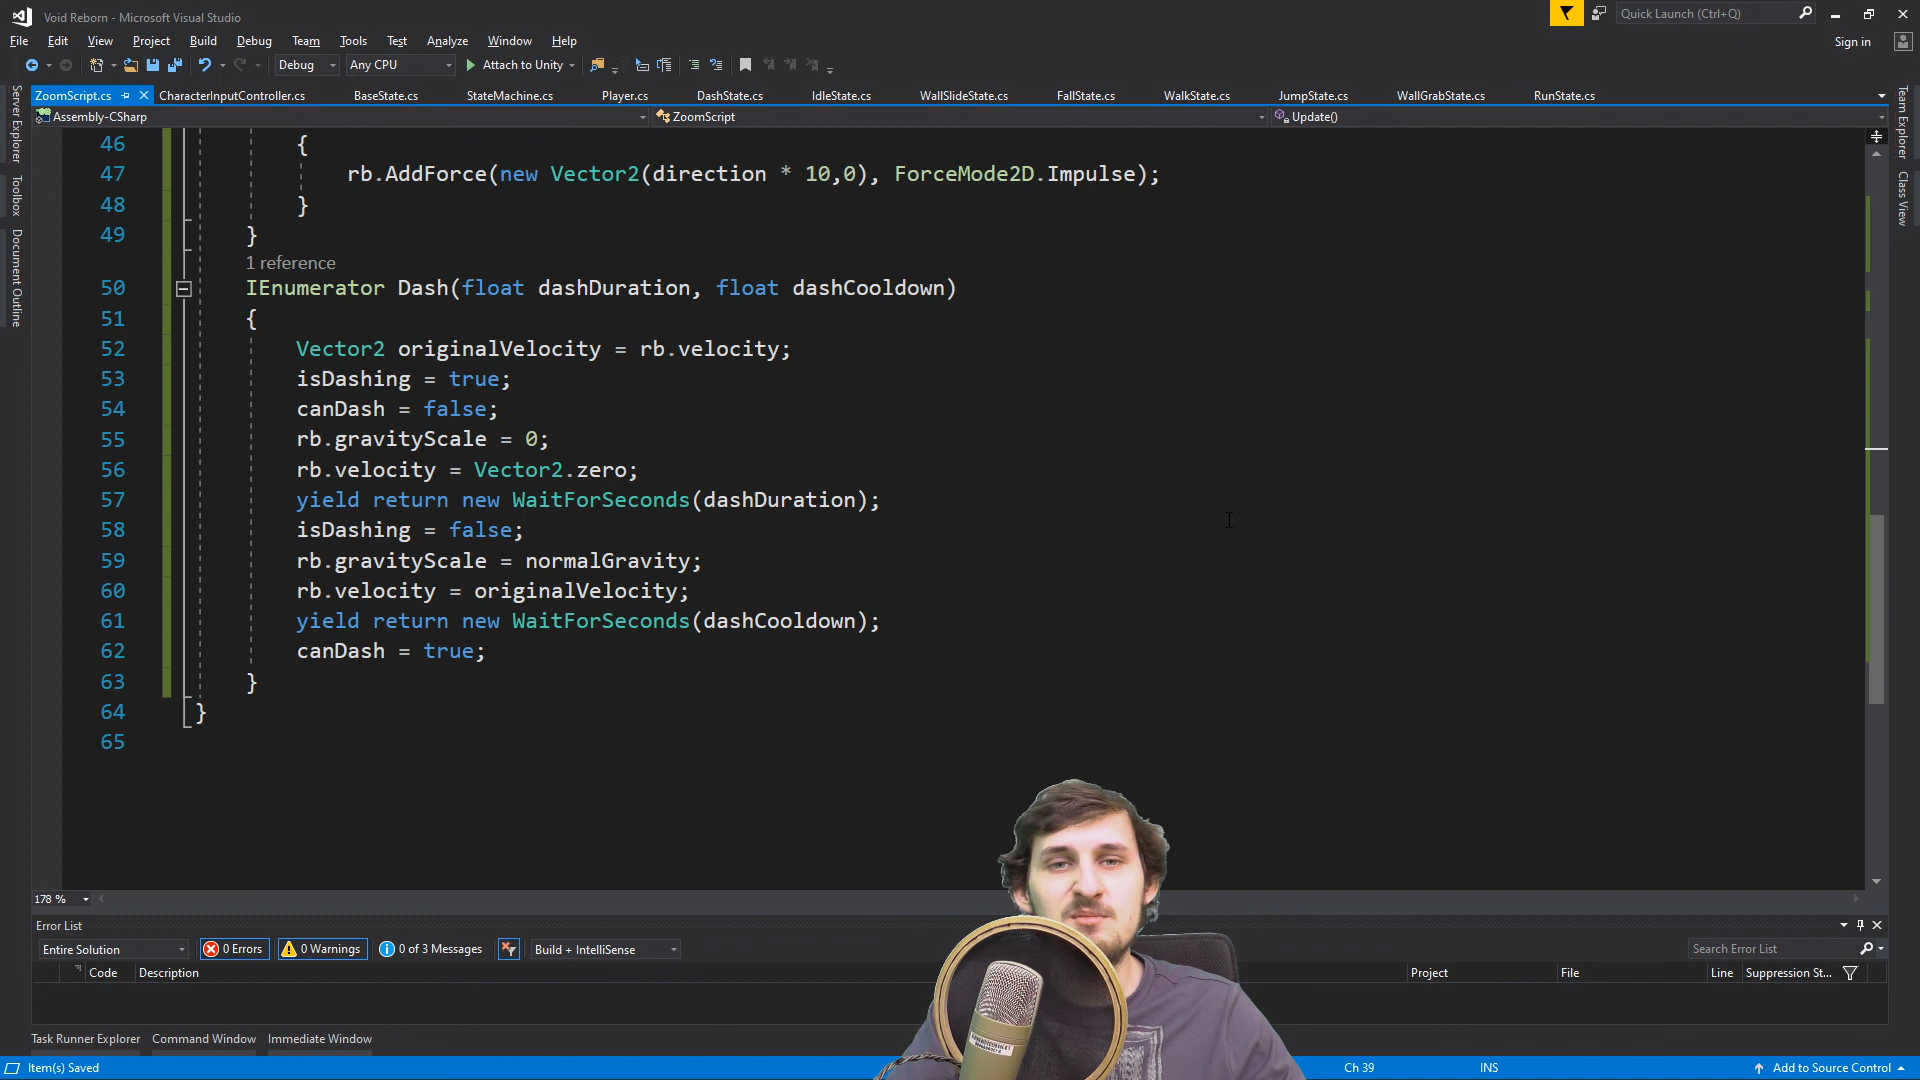 Void Reborn - Microsoft Visual Studio
Quick Launch (Ctrl+Q)
File Edit View Project Build Debug Team Tools Test Analyze Window Help
Sign in
Debug Any CPU Attach to Unity
ZoomScript.cs CharacterInputController.cs BaseState.cs StateMachine.cs Player.cs DashState.cs IdleState.cs WallSlideState.cs FallState.cs WalkState.cs JumpState.cs WallGrabState.cs RunState.cs
Assembly-CSharp ZoomScript Update()
Server Explorer
Toolbox
Document Outline
Team Explorer
Class View
46 {
47 rb.AddForce(new Vector2(direction * 10,0), ForceMode2D.Impulse);
48 }
49 }
1 reference
50 IEnumerator Dash(float dashDuration, float dashCooldown)
51 {
52 Vector2 originalVelocity = rb.velocity;
53 isDashing = true;
54 canDash = false;
55 rb.gravityScale = 0;
56 rb.velocity = Vector2.zero;
57 yield return new WaitForSeconds(dashDuration);
58 isDashing = false;
59 rb.gravityScale = normalGravity;
60 rb.velocity = originalVelocity;
61 yield return new WaitForSeconds(dashCooldown);
62 canDash = true;
63 }
64 }
65
178 %
Error List
Entire Solution 0 Errors 0 Warnings 0 of 3 Messages Build + IntelliSense Search Error List
Code Description Project File Line Suppression St...
Task Runner Explorer Command Window Immediate Window
Item(s) Saved Ch 39 INS Add to Source Control